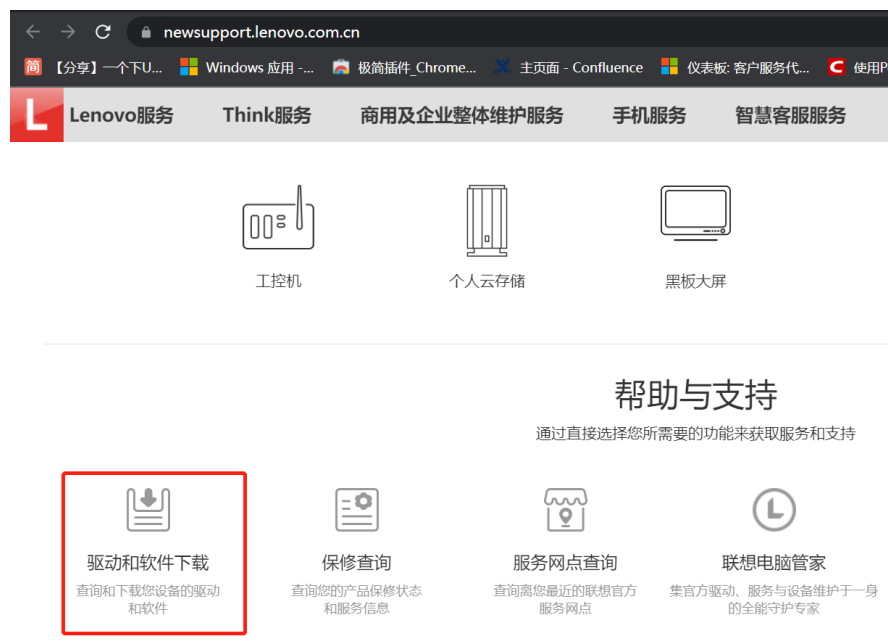 newsupport.lenovo.com.cn
简 【分享】一个下U... Windows 应用 -... 极简插件_Chrome... 主页面 - Confluence 仪表板: 客户服务代... 使用P
L Lenovo服务 Think服务 商用及企业整体维护服务 手机服务 智慧客服服务
工控机 个人云存储 黑板大屏
帮助与支持
通过直接选择您所需要的功能来获取服务和支持
驱动和软件下载 保修查询 服务网点查询 联想电脑管家
查询和下载您设备的驱动 查询您的产品保修状态 查询离您最近的联想官方 集官方驱动、服务与设备维护于一身
和软件 和服务信息 服务网点 的全能守护专家